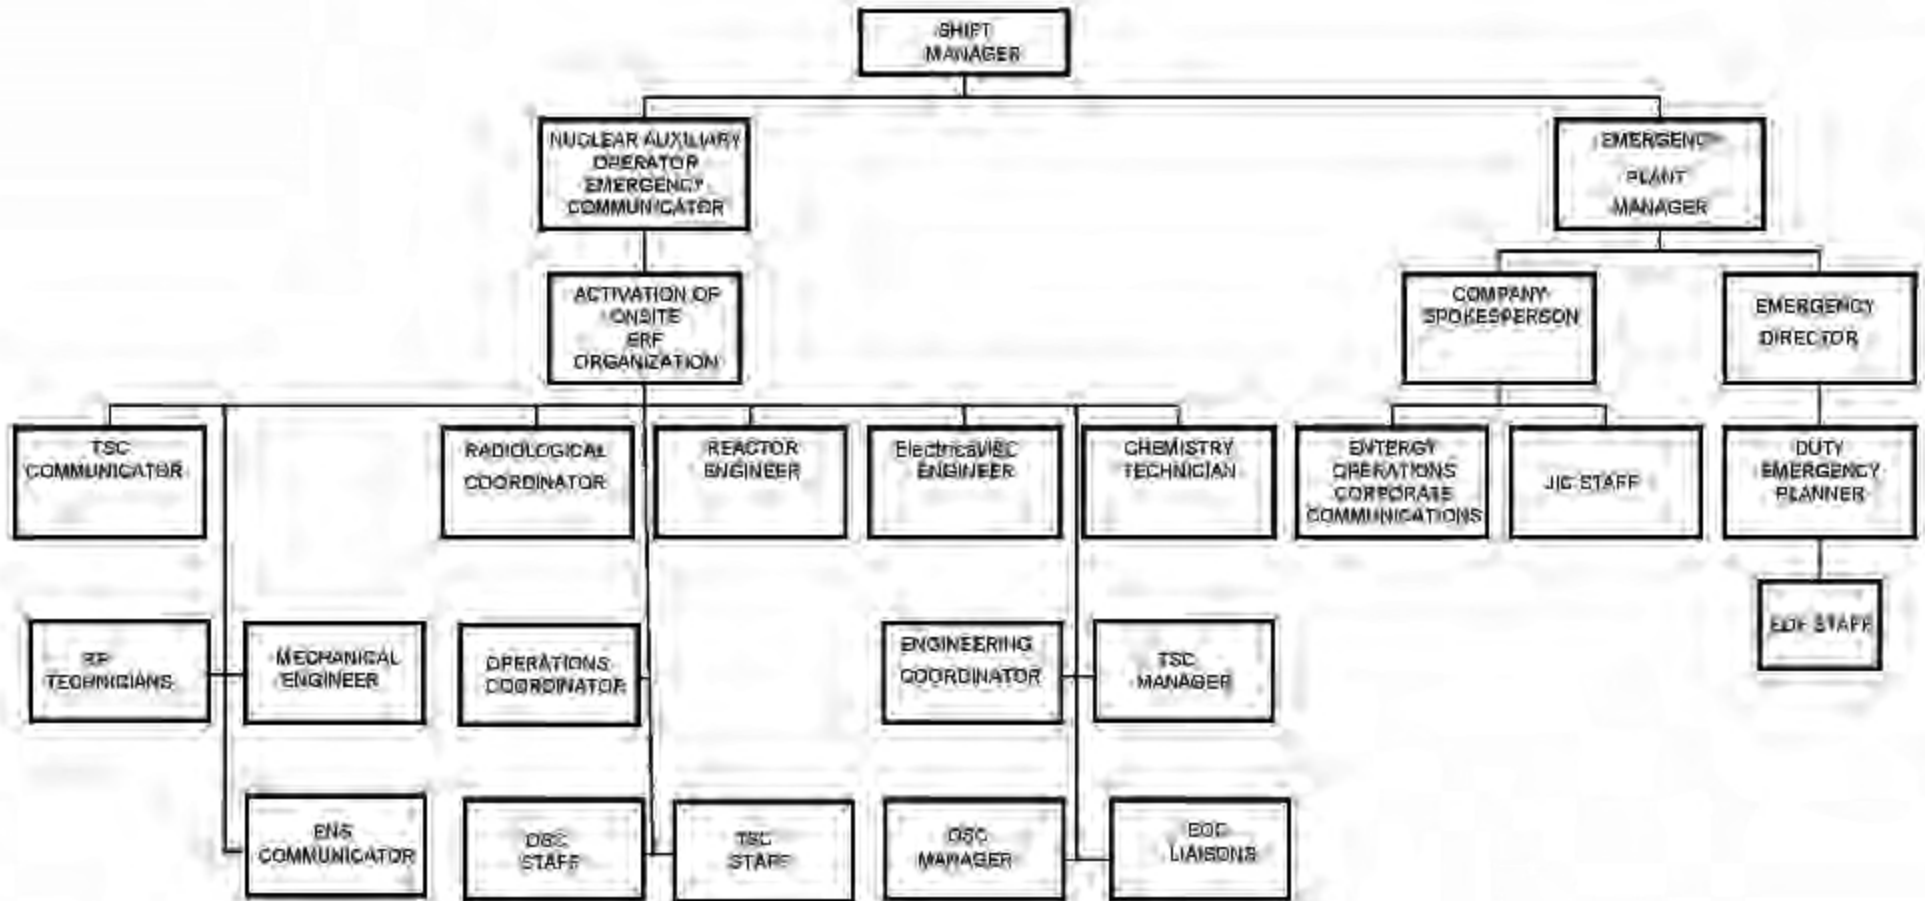 SHIFT
MANAGER
NUCLEAR AUXILIARY
OPERATOR
EMERGENCY
COMMUNICATOR
EMERGENCY
PLANT
MANAGER
ACTIVATION OF
ONSITE
ERF
ORGANIZATION
COMPANY
SPOKESPERSON
EMERGENCY
DIRECTOR
TSC
COMMUNICATOR
RADIOLOGICAL
COORDINATOR
REACTOR
ENGINEER
Electrical/I&C
ENGINEER
CHEMISTRY
TECHNICIAN
ENTERGY
OPERATIONS
CORPORATE
COMMUNICATIONS
JIC STAFF
DUTY
EMERGENCY
PLANNER
RP
TECHNICIANS
MECHANICAL
ENGINEER
OPERATIONS
COORDINATOR
ENGINEERING
COORDINATOR
TSC
MANAGER
EOF STAFF
ENS
COMMUNICATOR
OSC
STAFF
TSC
STAFF
OSC
MANAGER
EOF
LIAISONS